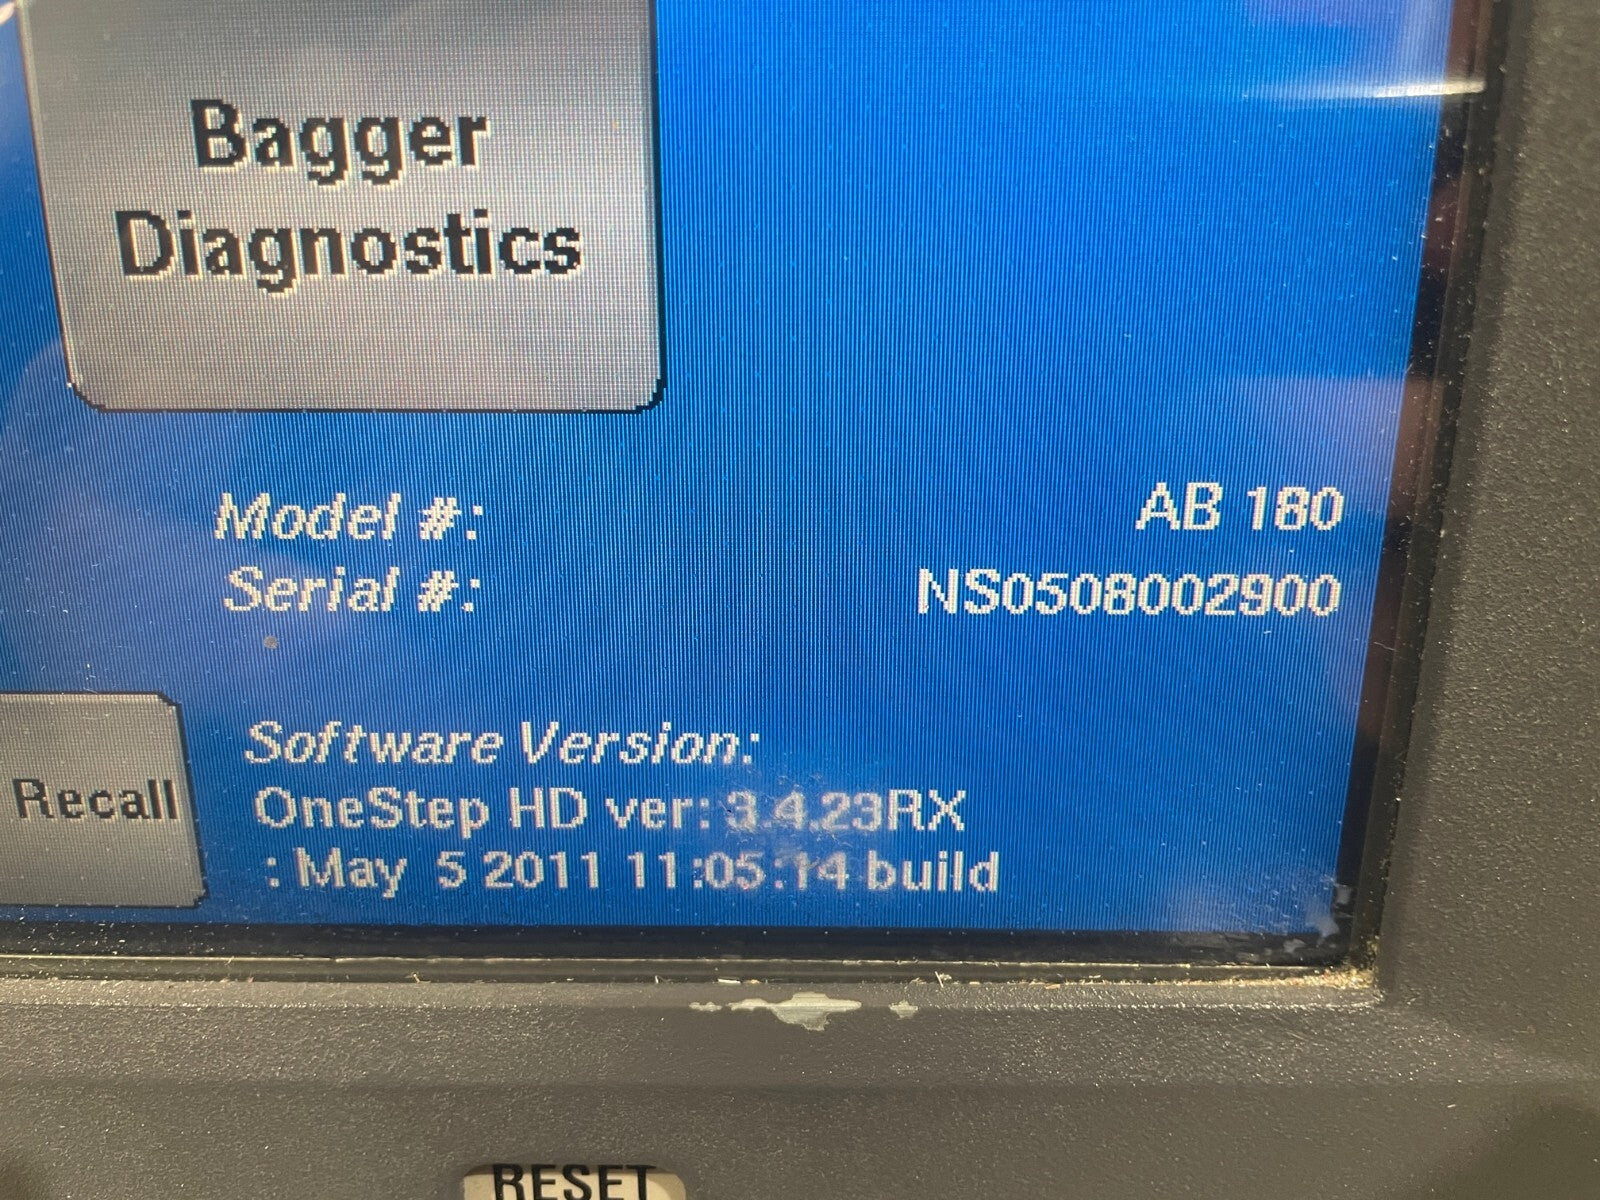 Bagger
Diagnostics
Model #: AB 180
Serial #: NS0508002900
Recall
Software Version:
OneStep HD ver: 3.4.23RX
: May 5 2011 11:05:14 build
RESET